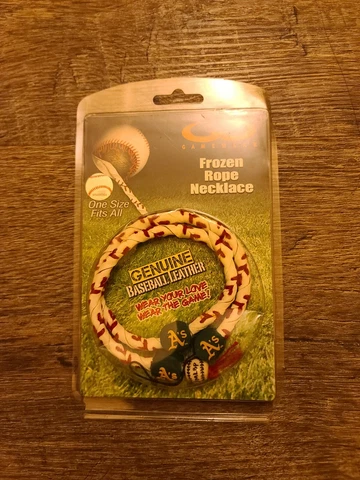 Frozen
Rope
Necklace
One Size
Fits All
GENUINE
BASEBALL LEATHER
WEAR YOUR LOVE
WEAR THE GAME!
A's
A's
A's